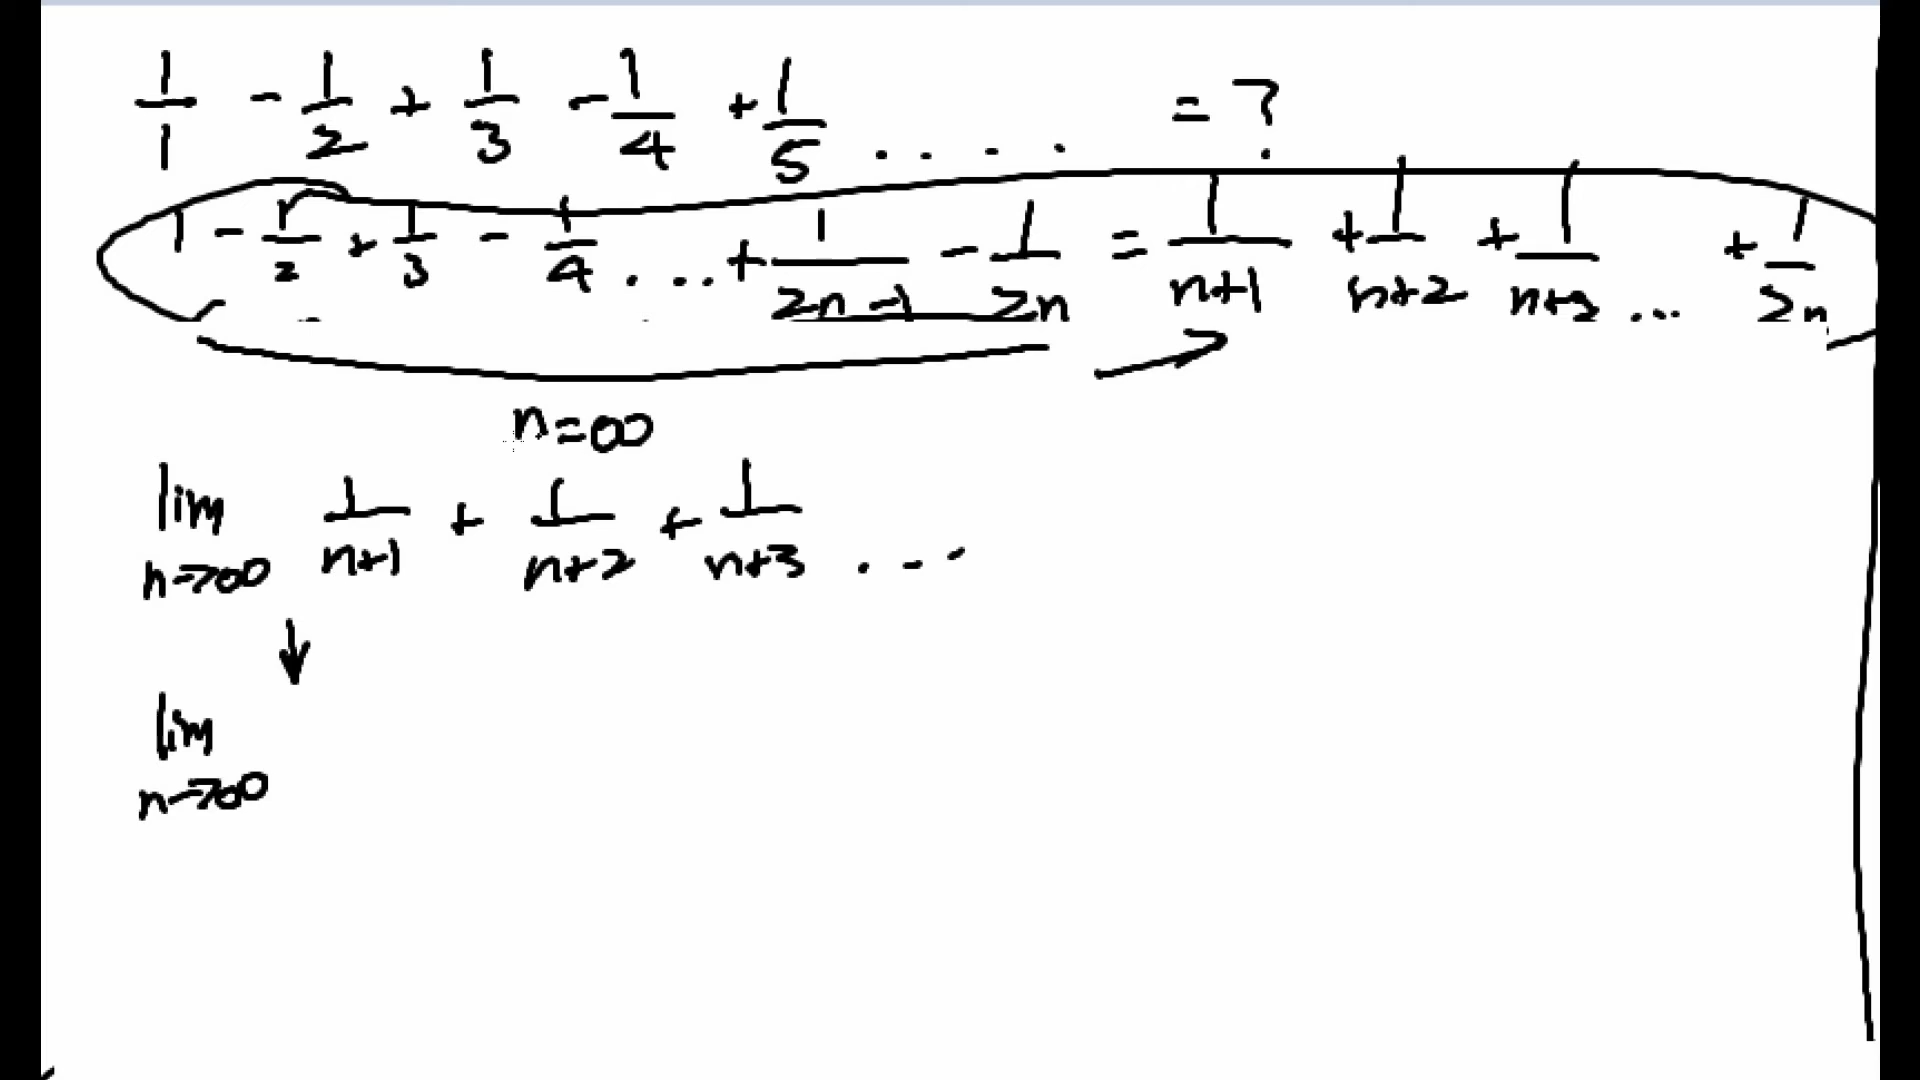 1/1 - 1/2 + 1/3 - 1/4 + 1/5 ..... = ?
1 - 1/2 + 1/3 - 1/4 ... + 1/2n-1 - 1/2n = 1/n+1 + 1/n+2 + 1/n+3 ... + 1/2n
n=∞
lim n→∞ 1/n+1 + 1/n+2 + 1/n+3 ...
↓
lim n→∞